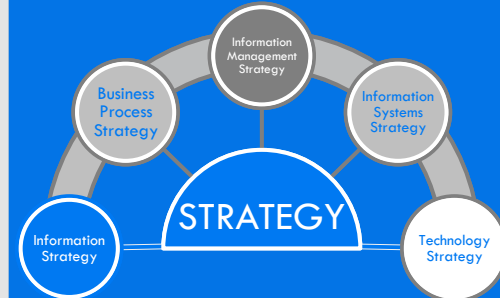 Information
Management
Strategy
Business
Process
Strategy
Information
Systems
Strategy
STRATEGY
Information
Strategy
Technology
Strategy